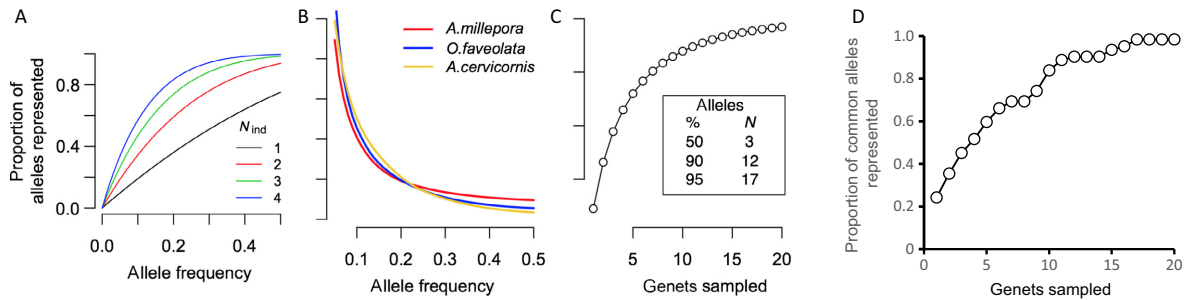 A
Proportion of
alleles represented
0.8
0.4
0.0
N ind
1
2
3
4
0.0 0.2 0.4
Allele frequency
B
A.millepora
O.faveolata
A.cervicornis
0.1 0.2 0.3 0.4 0.5
Allele frequency
C
Alleles
% N
50 3
90 12
95 17
5 10 15 20
Genets sampled
D
Proportion of common alleles
represented
1.0
0.8
0.6
0.4
0.2
0
0 5 10 15 20
Genets sampled